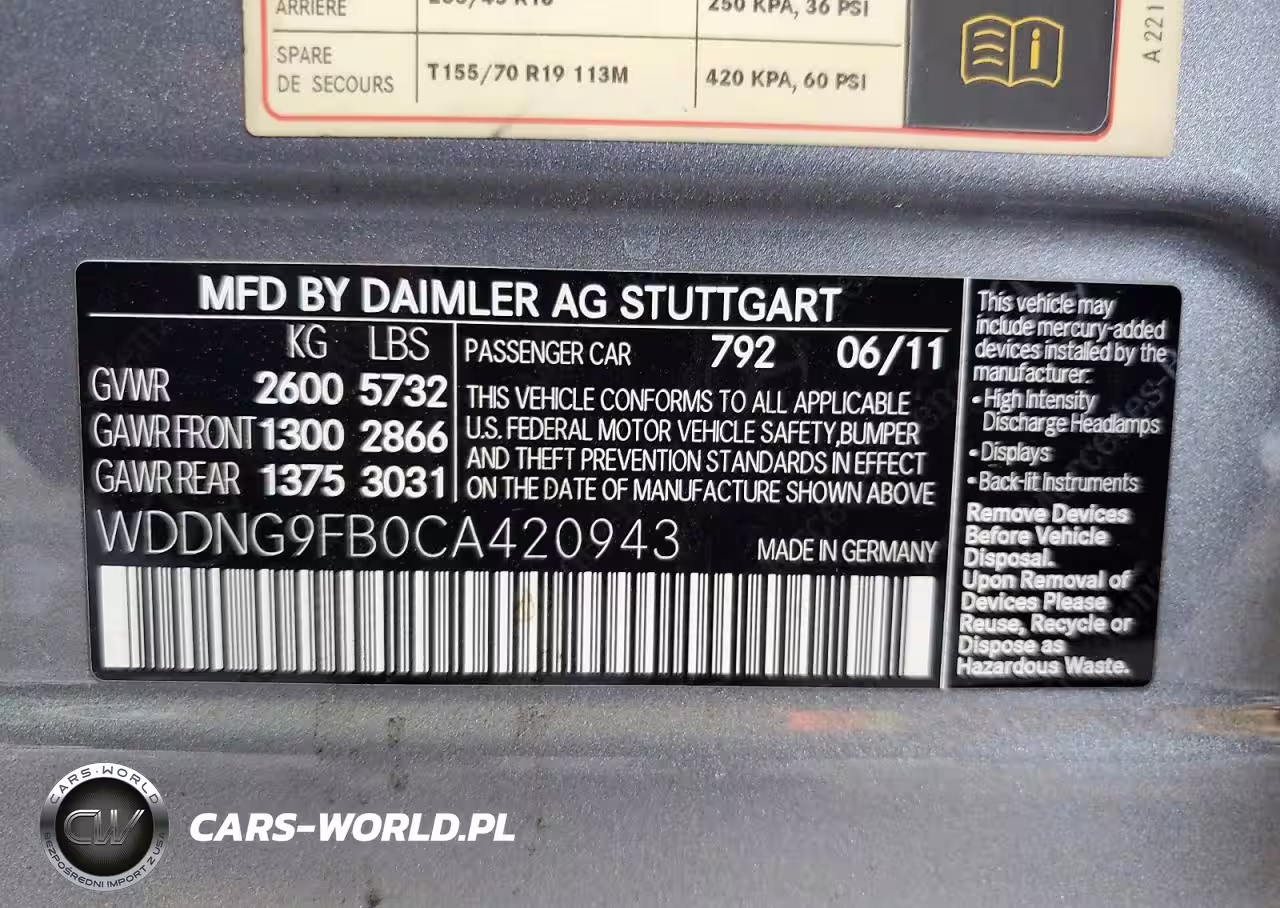 ARRIÈRE 250 KPA, 36 PSI
SPARE
DE SECOURS T155/70 R19 113M 420 KPA, 60 PSI
i
A 221
MFD BY DAIMLER AG STUTTGART
KG LBS
GVWR 2600 5732
GAWR FRONT 1300 2866
GAWR REAR 1375 3031
PASSENGER CAR 792 06/11
THIS VEHICLE CONFORMS TO ALL APPLICABLE
U.S. FEDERAL MOTOR VEHICLE SAFETY,BUMPER
AND THEFT PREVENTION STANDARDS IN EFFECT
ON THE DATE OF MANUFACTURE SHOWN ABOVE
WDDNG9FB0CA420943
MADE IN GERMANY
This vehicle may
include mercury-added
devices installed by the
manufacturer:
• High Intensity
Discharge Headlamps
• Displays
• Back-lit Instruments
Remove Devices
Before Vehicle
Disposal.
Upon Removal of
Devices Please
Reuse, Recycle or
Dispose as
Hazardous Waste.
CARS-WORLD
CW
BEZPOŚREDNI IMPORT Z USA
CARS-WORLD.PL